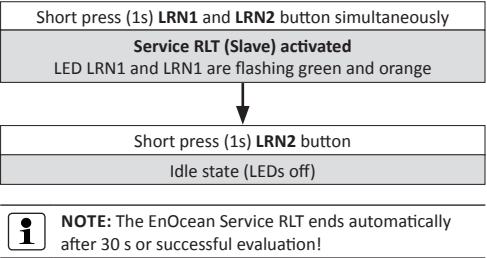 Short press (1s) LRN1 and LRN2 button simultaneously
Service RLT (Slave) activated
LED LRN1 and LRN1 are flashing green and orange
Short press (1s) LRN2 button
Idle state (LEDs off)
NOTE: The EnOcean Service RLT ends automatically
after 30 s or successful evaluation!